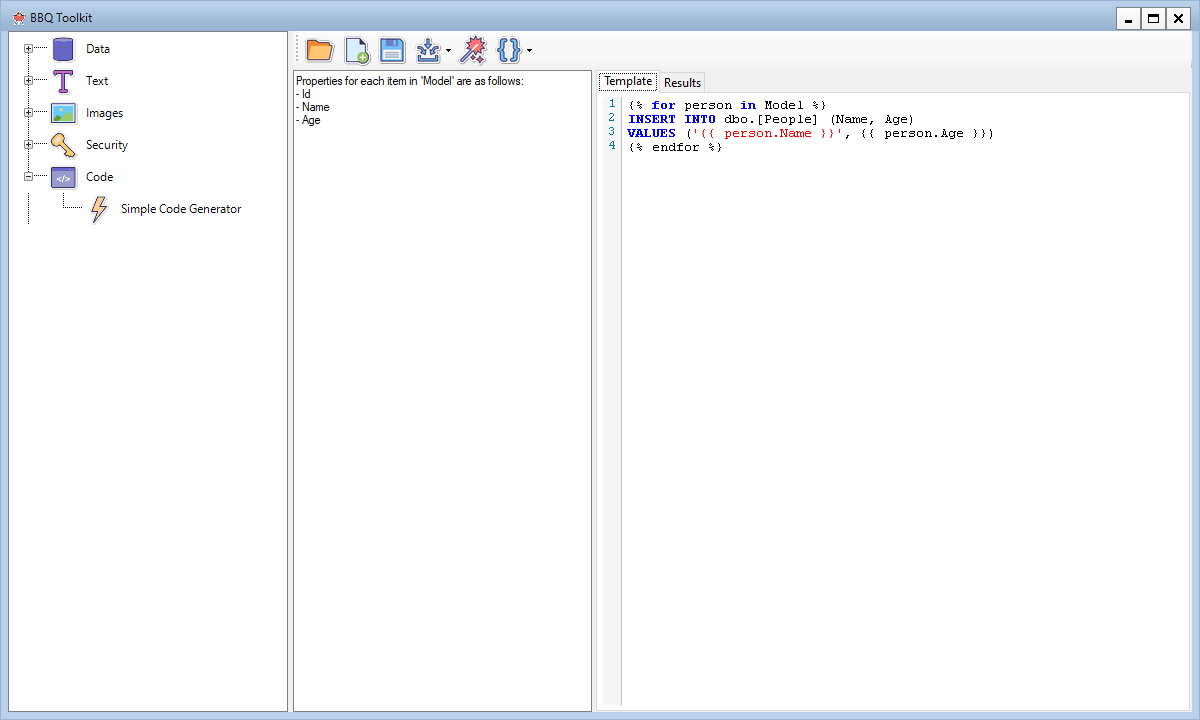 BBQ Toolkit
Data
Text
Images
Security
Code
</>
Simple Code Generator
{}
Properties for each item in 'Model' are as follows:
- Id
- Name
- Age
Template Results
1 {% for person in Model %}
2 INSERT INTO dbo.[People] (Name, Age)
3 VALUES ('{{ person.Name }}', {{ person.Age }})
4 {% endfor %}